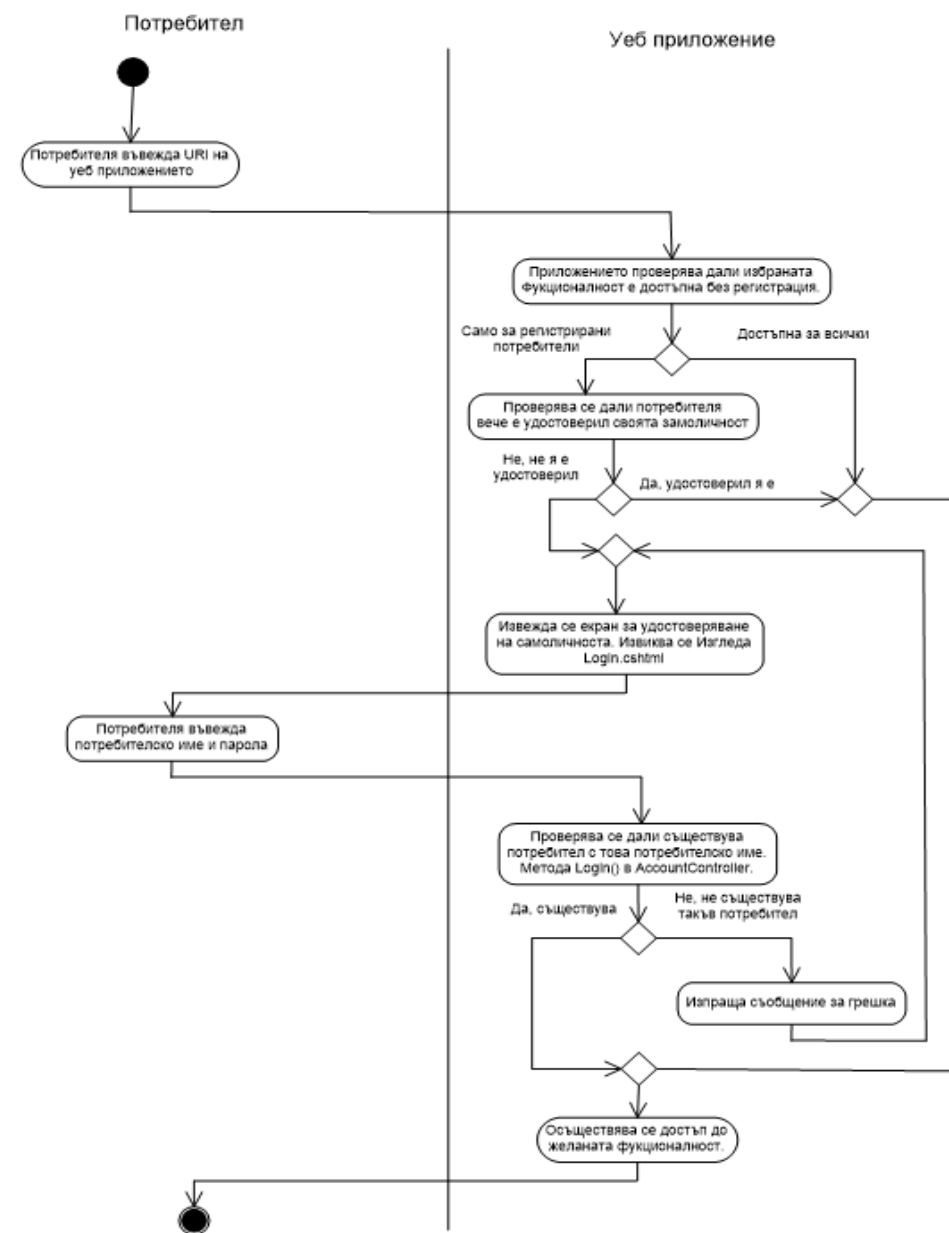 Потребител
Уеб приложение
Потребителя въвежда URI на
уеб приложението
Приложението проверява дали избраната
Фукционалност е достъпна без регистрация.
Само за регистрирани
потребители
Достъпна за всички
Проверява се дали потребителя
вече е удостоверил своята замоличност
Не, не я е
удостоверил
Да, удостоверил я е
Извежда се екран за удостоверяване
на самоличноста. Извиква се Изгледа
Login.cshtml
Потребителя въвежда
потребителско име и парола
Проверява се дали съществува
потребител с това потребителско име.
Метода Login() в AccountController.
Да, съществува
Не, не съществува
такъв потребител
Изпраща съобщение за грешка
Осъществява се достъп до
желаната фукционалност.